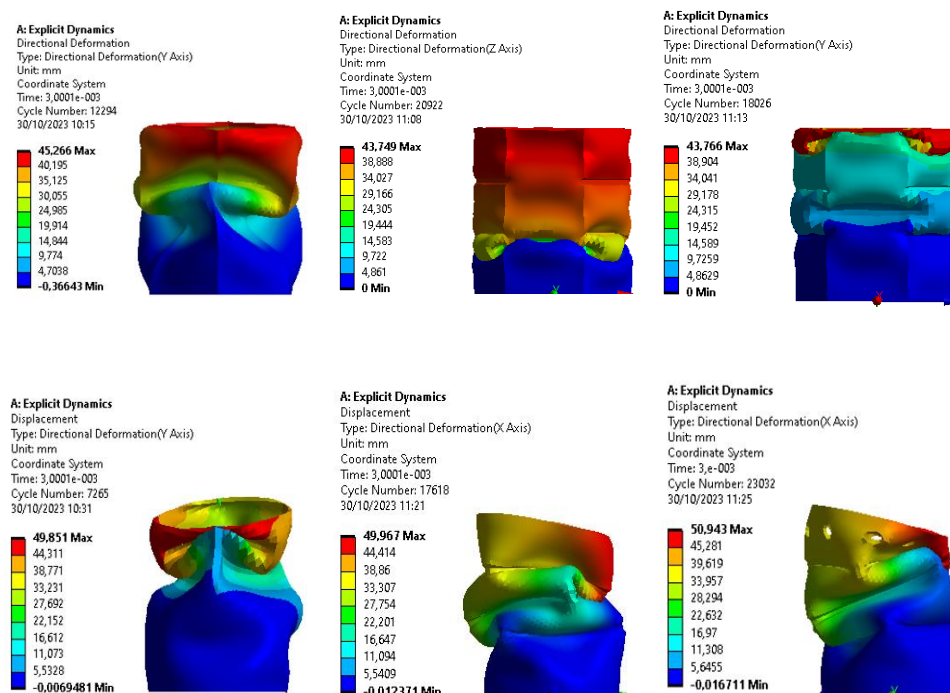 A: Explicit Dynamics
Directional Deformation
Type: Directional Deformation(Y Axis)
Unit: mm
Coordinate System
Time: 3,0001e-003
Cycle Number: 12294
30/10/2023 10:15
45,266 Max
40,195
35,125
30,055
24,985
19,914
14,844
9,774
4,7038
-0,36643 Min
A: Explicit Dynamics
Directional Deformation
Type: Directional Deformation(Z Axis)
Unit: mm
Coordinate System
Time: 3,0001e-003
Cycle Number: 20922
30/10/2023 11:08
43,749 Max
38,888
34,027
29,166
24,305
19,444
14,583
9,722
4,861
0 Min
A: Explicit Dynamics
Directional Deformation
Type: Directional Deformation(Y Axis)
Unit: mm
Coordinate System
Time: 3,0001e-003
Cycle Number: 18026
30/10/2023 11:13
43,766 Max
38,904
34,041
29,178
24,315
19,452
14,589
9,7259
4,8629
0 Min
A: Explicit Dynamics
Displacement
Type: Directional Deformation(Y Axis)
Unit: mm
Coordinate System
Time: 3,0001e-003
Cycle Number: 7265
30/10/2023 10:31
49,851 Max
44,311
38,771
33,231
27,692
22,152
16,612
11,073
5,5328
-0,0069481 Min
A: Explicit Dynamics
Displacement
Type: Directional Deformation(X Axis)
Unit: mm
Coordinate System
Time: 3,0001e-003
Cycle Number: 17618
30/10/2023 11:21
49,967 Max
44,414
38,86
33,307
27,754
22,201
16,647
11,094
5,5409
-0,012371 Min
A: Explicit Dynamics
Displacement
Type: Directional Deformation(X Axis)
Unit: mm
Coordinate System
Time: 3,e-003
Cycle Number: 23032
30/10/2023 11:25
50,943 Max
45,281
39,619
33,957
28,294
22,632
16,97
11,308
5,6455
-0,016711 Min